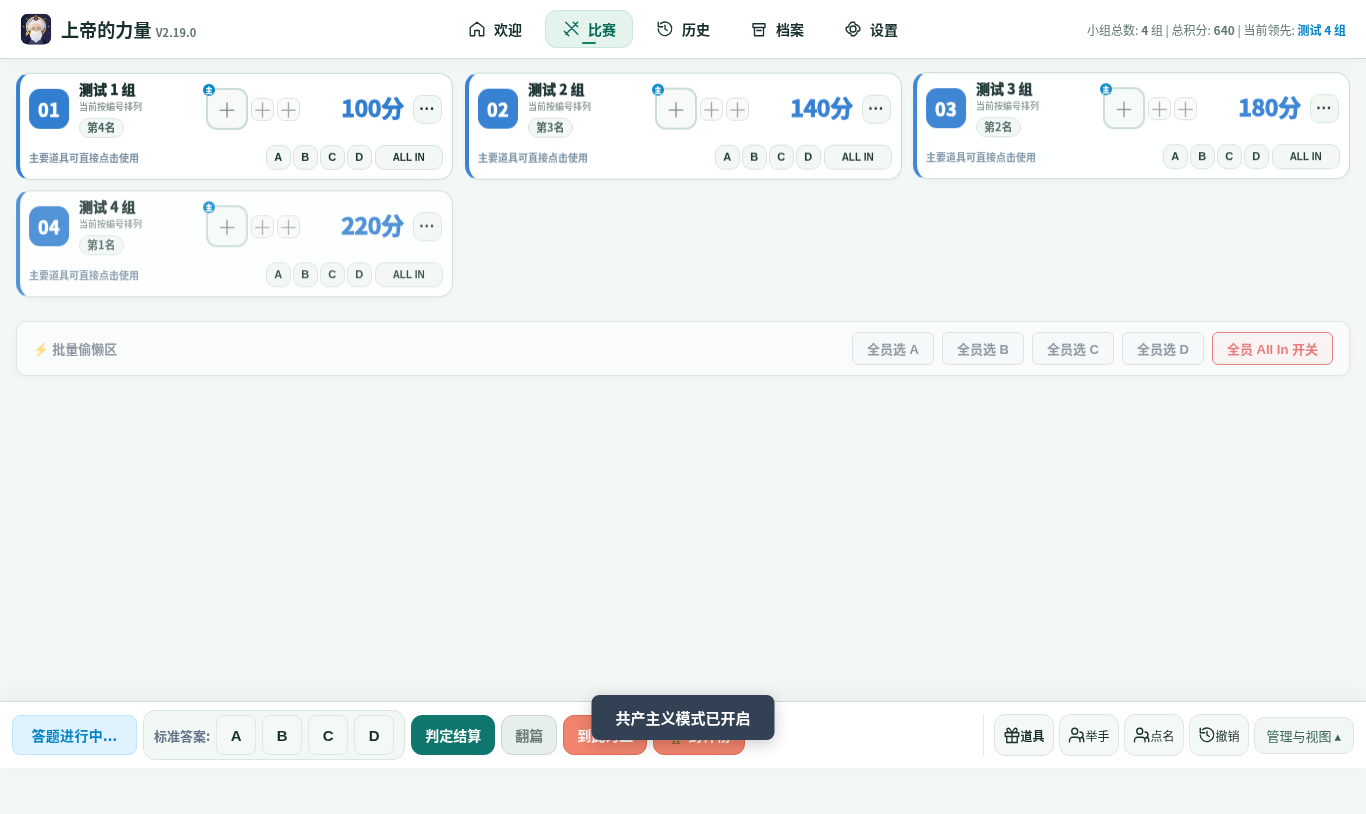 上帝的力量 V2.19.0
欢迎
比赛
历史
档案
设置
小组总数: 4 组 | 总积分: 640 | 当前领先: 测试 4 组
01
测试 1 组
当前按编号排列
第4名
主
100分
主要道具可直接点击使用
A B C D ALL IN
02
测试 2 组
当前按编号排列
第3名
主
140分
主要道具可直接点击使用
A B C D ALL IN
03
测试 3 组
当前按编号排列
第2名
主
180分
主要道具可直接点击使用
A B C D ALL IN
04
测试 4 组
当前按编号排列
第1名
主
220分
主要道具可直接点击使用
A B C D ALL IN
⚡ 批量偷懒区
全员选 A
全员选 B
全员选 C
全员选 D
全员 All In 开关
共产主义模式已开启
答题进行中...
标准答案: A B C D
判定结算
翻篇
道具
举手
点名
撤销
管理与视图 ▴